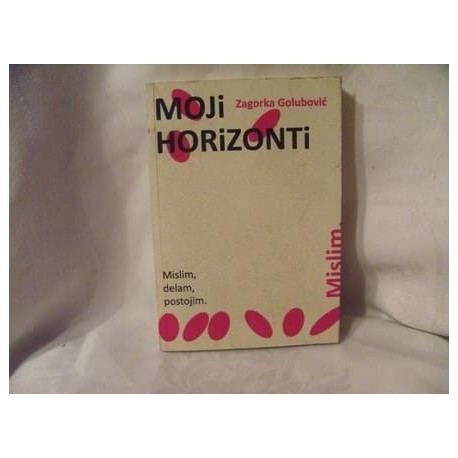 MOJi
Zagorka Golubović
HORiZONTi
Mislim,
delam,
postojim.
Mislim,